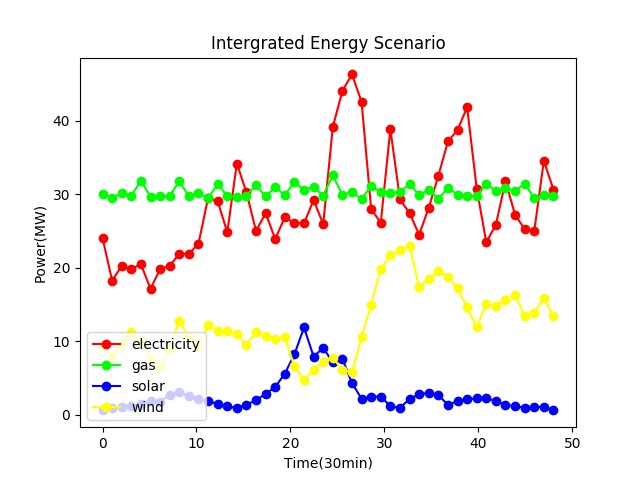 Intergrated Energy Scenario
Power(MW)
40
30
20
10
0
electricity
gas
solar
wind
0 10 20 30 40 50
Time(30min)